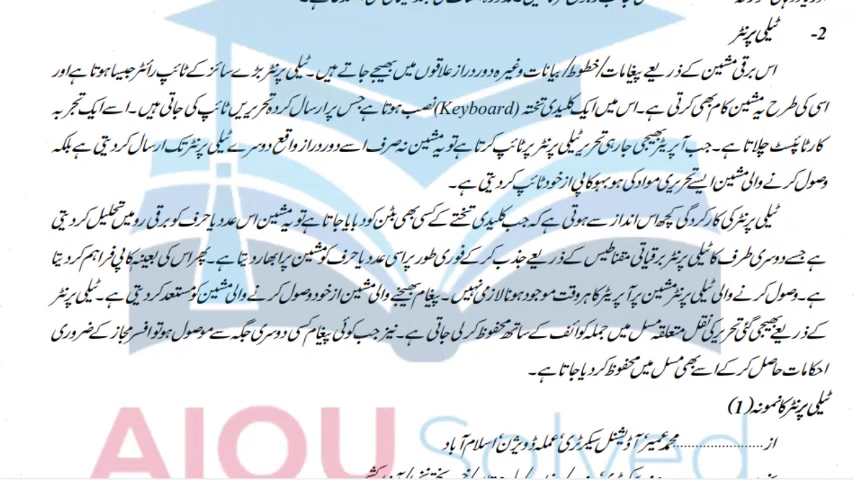 2- ٹیلی پرنٹر
اس برقی مشین کے ذریعے پیغامات/خطوط/بیانات وغیرہ دور دراز علاقوں میں بھیجے جاتے ہیں۔ ٹیلی پرنٹر بڑے سائز کے ٹائپ رائٹر جیسا ہوتا ہے اور
اسی کی طرح یہ مشین کام بھی کرتی ہے۔ اس میں ایک کلیدی تختہ (Keyboard) نصب ہوتا ہے جس پر ارسال کردہ تحریریں ٹائپ کی جاتی ہیں۔ اسے ایک تجربہ
کار ٹائپسٹ چلاتا ہے۔ جب آپریٹر بھیجی جا رہی تحریر ٹیلی پرنٹر پر ٹائپ کرتا ہے تو یہ مشین نہ صرف اسے دور دراز واقع دوسرے ٹیلی پرنٹر تک ارسال کر دیتی ہے بلکہ
وصول کرنے والی مشین ایسے تحریری مواد کی ہو بہو کاپی از خود ٹائپ کر دیتی ہے۔
ٹیلی پرنٹر کی کارکردگی کچھ اس انداز سے ہوتی ہے کہ جب کلیدی تختے کے کسی بھی بٹن کو دبایا جاتا ہے تو یہ مشین اس عدد یا حرف کو برقی رو میں تحلیل کر دیتی
ہے جسے دوسری طرف کا ٹیلی پرنٹر برقیاتی مقناطیس کے ذریعے جذب کر کے فوری طور پر اسی عدد یا حرف کو مشین پر ابھار دیتا ہے۔ پھر اس کی بعینہٖ کاپی فراہم کر دیتا
ہے۔ وصول کرنے والی ٹیلی پرنٹر مشین پر آپریٹر کا ہر وقت موجود ہونا لازمی نہیں۔ پیغام بھیجنے والی مشین از خود وصول کرنے والی مشین کو مستعد کر دیتی ہے۔ ٹیلی پرنٹر
کے ذریعے بھیجی گئی تحریر کی نقل متعلقہ مسل میں جملہ کوائف کے ساتھ محفوظ کر لی جاتی ہے۔ نیز جب کوئی پیغام کسی دوسری جگہ سے موصول ہو تو افسر مجاز کے ضروری
احکامات حاصل کر کے اسے بھی مسل میں محفوظ کر دیا جاتا ہے۔
ٹیلی پرنٹر کا نمونہ (1)
از........................محمد عمیر، آڈیشنل سیکرٹری، عملہ ڈویژن، اسلام آباد
AIOU Solved